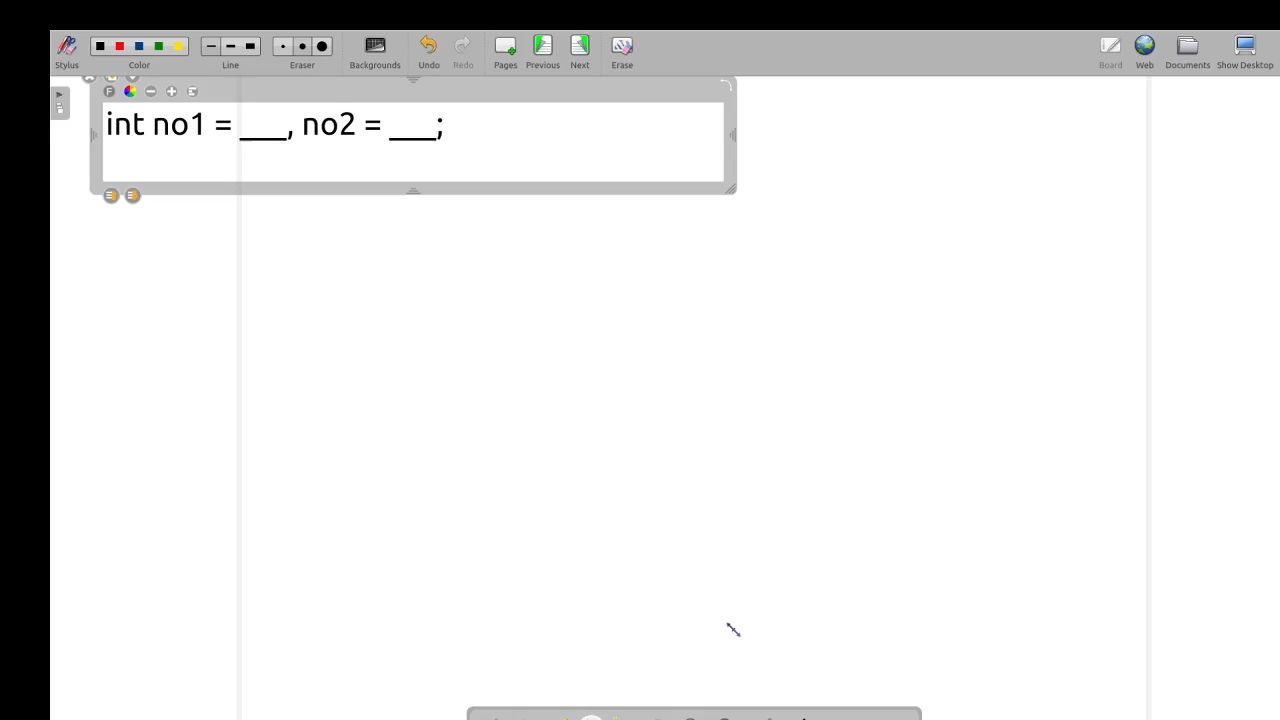 Stylus Color Line Eraser Backgrounds Undo Redo Pages Previous Next Erase Board Web Documents Show Desktop
F
int no1 = ___, no2 = ___;